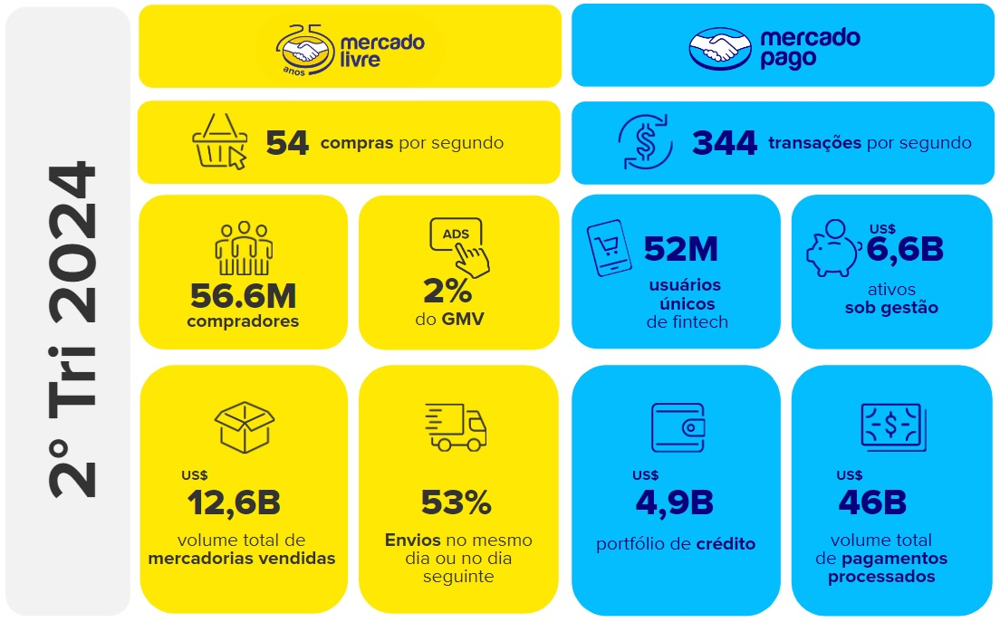 2° Tri 2024
25
anos
mercado
livre
mercado
pago
54 compras por segundo
344 transações por segundo
56.6M
compradores
ADS
2%
do GMV
52M
usuários
únicos
de fintech
US$
6,6B
ativos
sob gestão
US$
12,6B
volume total de
mercadorias vendidas
53%
Envios no mesmo
dia ou no dia
seguinte
US$
4,9B
portfólio de crédito
US$
46B
volume total
de pagamentos
processados